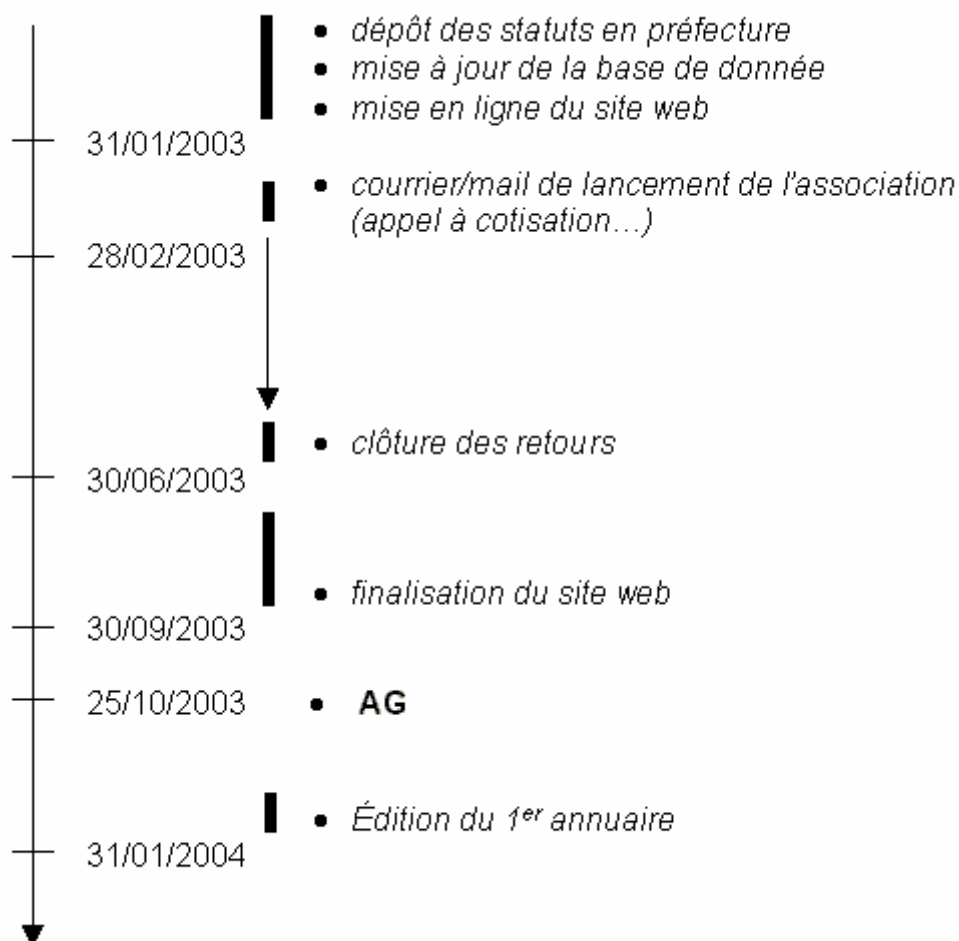 • dépôt des statuts en préfecture
• mise à jour de la base de donnée
• mise en ligne du site web
31/01/2003
• courrier/mail de lancement de l'association
(appel à cotisation…)
28/02/2003
• clôture des retours
30/06/2003
• finalisation du site web
30/09/2003
25/10/2003 • AG
• Édition du 1er annuaire
31/01/2004